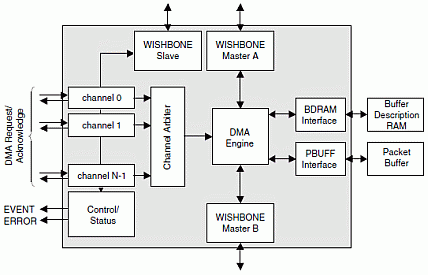 WISHBONE
Slave
WISHBONE
Master A
channel 0
channel 1
channel N-1
DMA Request/
Acknowledge
Channel Arbiter
DMA
Engine
BDRAM
Interface
Buffer
Description
RAM
PBUFF
Interface
Packet
Buffer
Control/
Status
EVENT
ERROR
WISHBONE
Master B